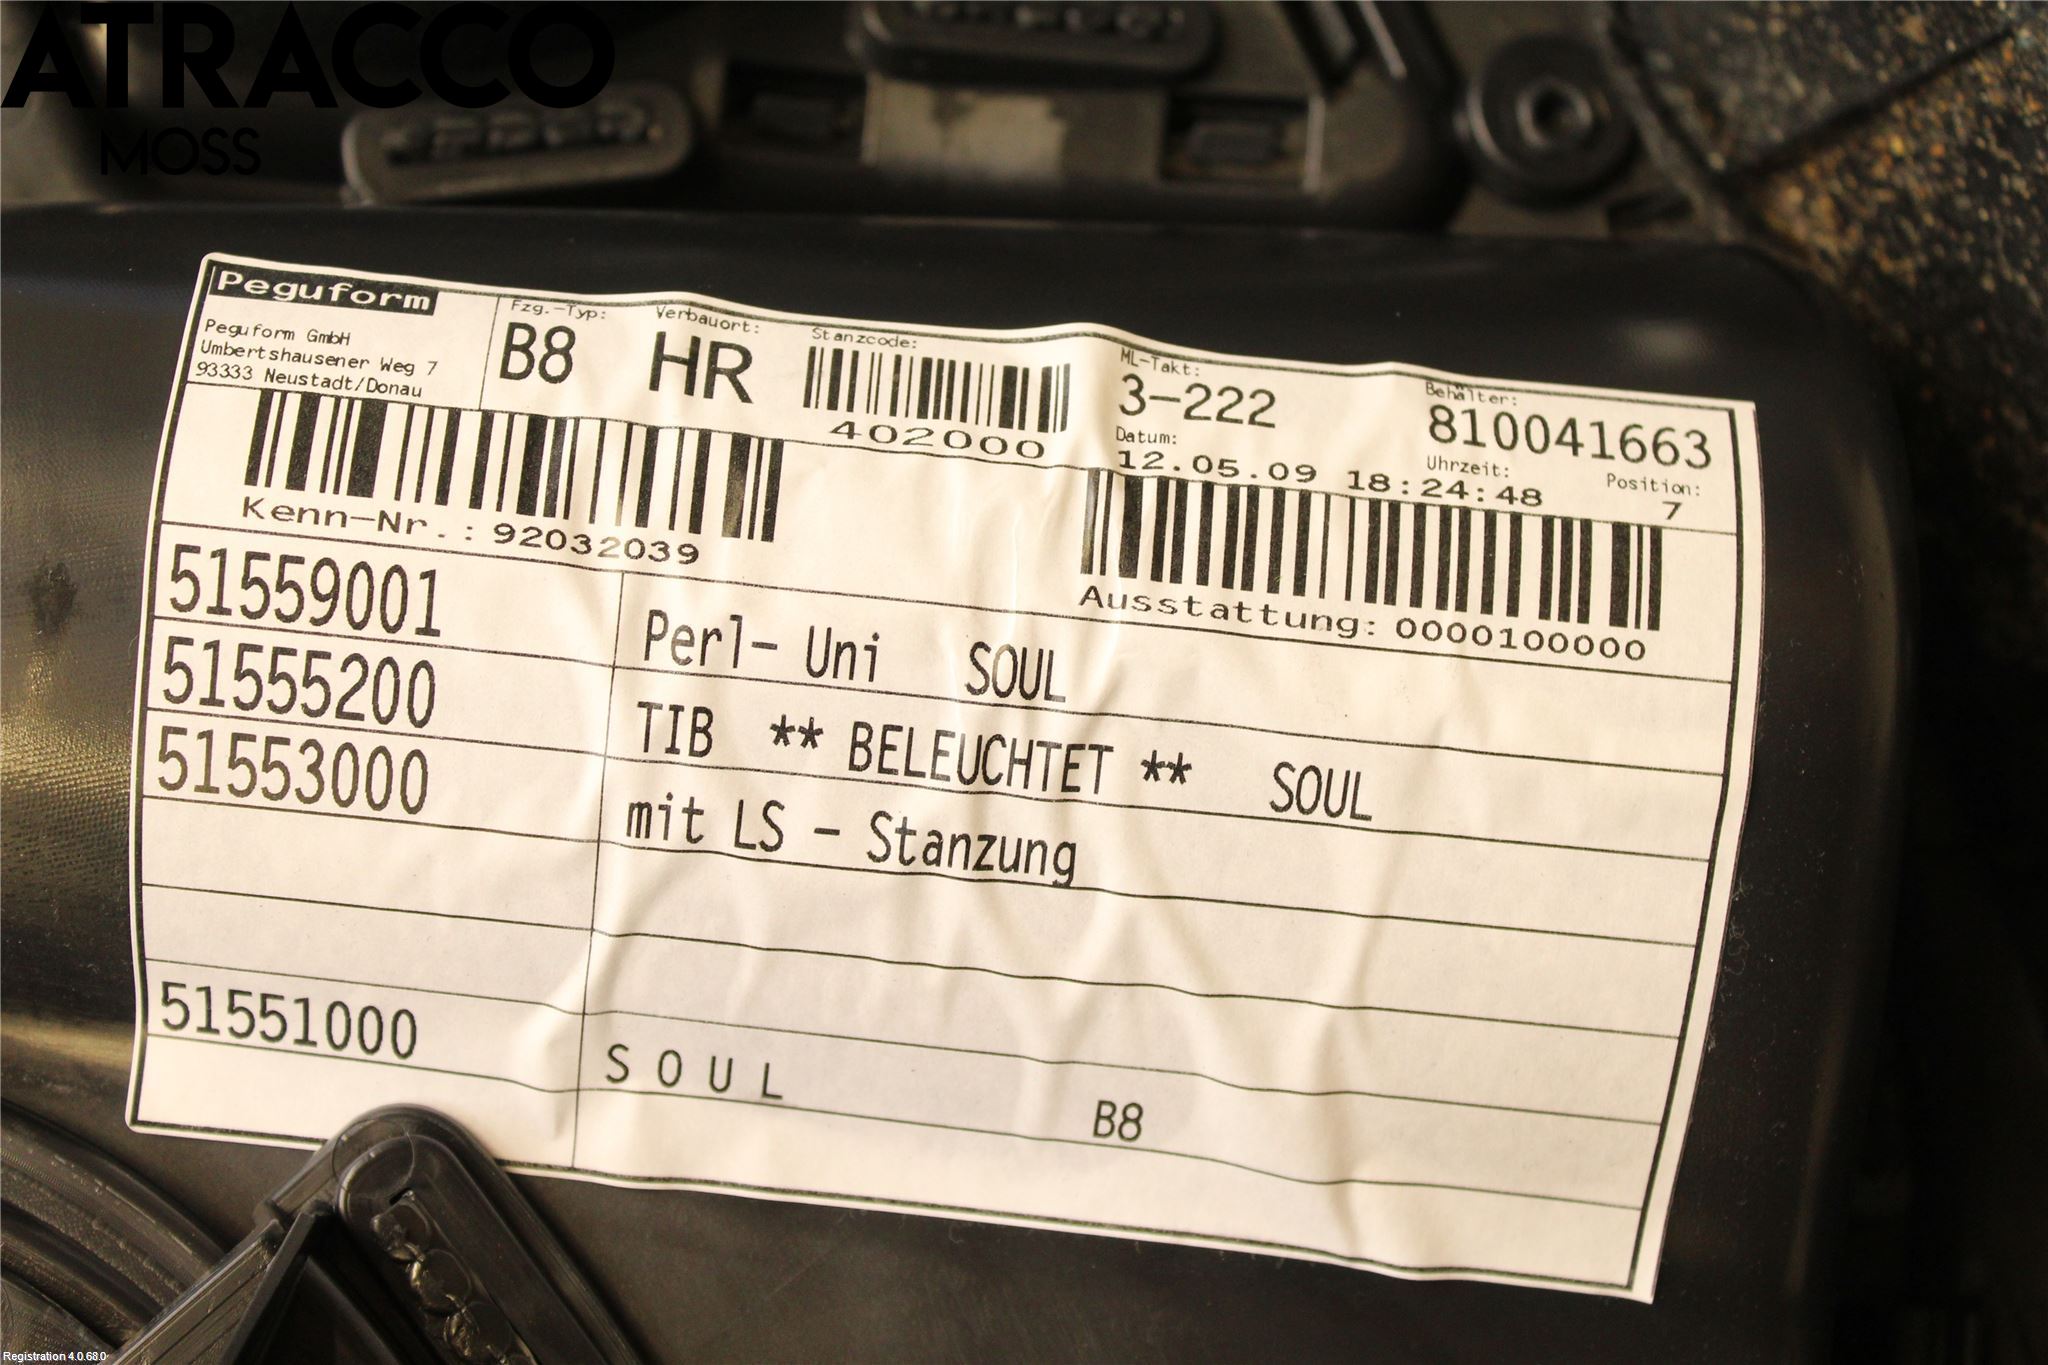 ATRACCO
MOSS
Peguform
Peguform GmbH
Umbertshausener Weg 7
93333 Neustadt/Donau
Fzg.-Typ:
B8
Verbauort:
HR
Stanzcode:
402000
ML-Takt:
3-222
Behälter:
810041663
Datum:
12.05.09
Uhrzeit:
18:24:48
Position:
7
Kenn-Nr.: 92032039
Ausstattung: 0000100000
51559001 Perl- Uni SOUL
51555200 TIB ** BELEUCHTET ** SOUL
51553000 mit LS - Stanzung
51551000 S O U L B8
Registration 4.0.68.0